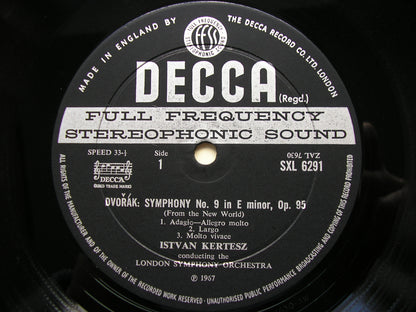 MADE IN ENGLAND BY
THE DECCA RECORD CO. LTD. LONDON
FULL FREQUENCY
ffss
STEREOPHONIC SOUND
DECCA
(Regd.)
FULL FREQUENCY
STEREOPHONIC SOUND
SPEED 33⅓
Side
1
ZAL 7630
SXL 6291
DECCA
DVOŘÁK: SYMPHONY No. 9 in E minor, Op. 95
(From the New World)
1. Adagio—Allegro molto
2. Largo
3. Molto vivace
ISTVAN KERTESZ
conducting the
LONDON SYMPHONY ORCHESTRA
℗ 1967
ALL RIGHTS OF THE MANUFACTURER AND OF THE OWNER OF THE RECORDED WORK RESERVED · UNAUTHORISED PUBLIC PERFORMANCE BROADCASTING AND COPYING OF THIS RECORD PROHIBITED